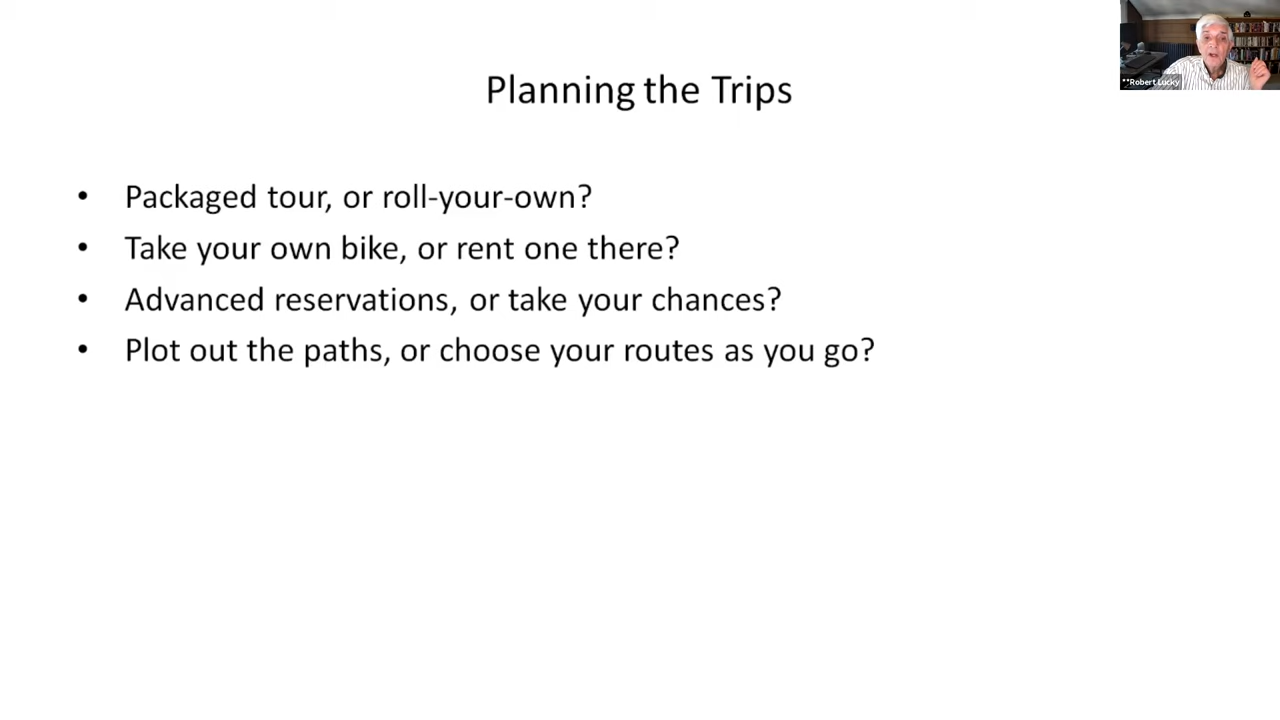 Planning the Trips
**Robert Lucky
• Packaged tour, or roll-your-own?
• Take your own bike, or rent one there?
• Advanced reservations, or take your chances?
• Plot out the paths, or choose your routes as you go?